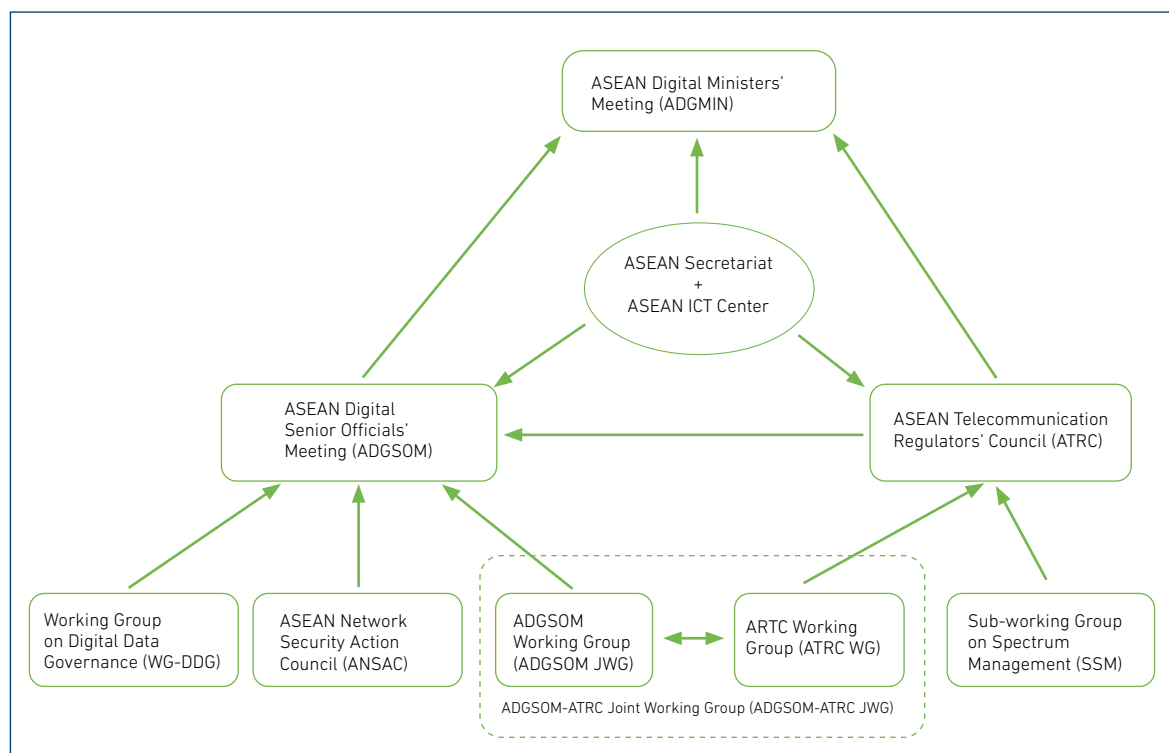 ASEAN Digital Ministers’
Meeting (ADGMIN)
ASEAN Secretariat
+
ASEAN ICT Center
ASEAN Digital
Senior Officials’
Meeting (ADGSOM)
ASEAN Telecommunication
Regulators’ Council (ATRC)
Working Group
on Digital Data
Governance (WG-DDG)
ASEAN Network
Security Action
Council (ANSAC)
ADGSOM
Working Group
(ADGSOM JWG)
ARTC Working
Group (ATRC WG)
Sub-working Group
on Spectrum
Management (SSM)
ADGSOM-ATRC Joint Working Group (ADGSOM-ATRC JWG)